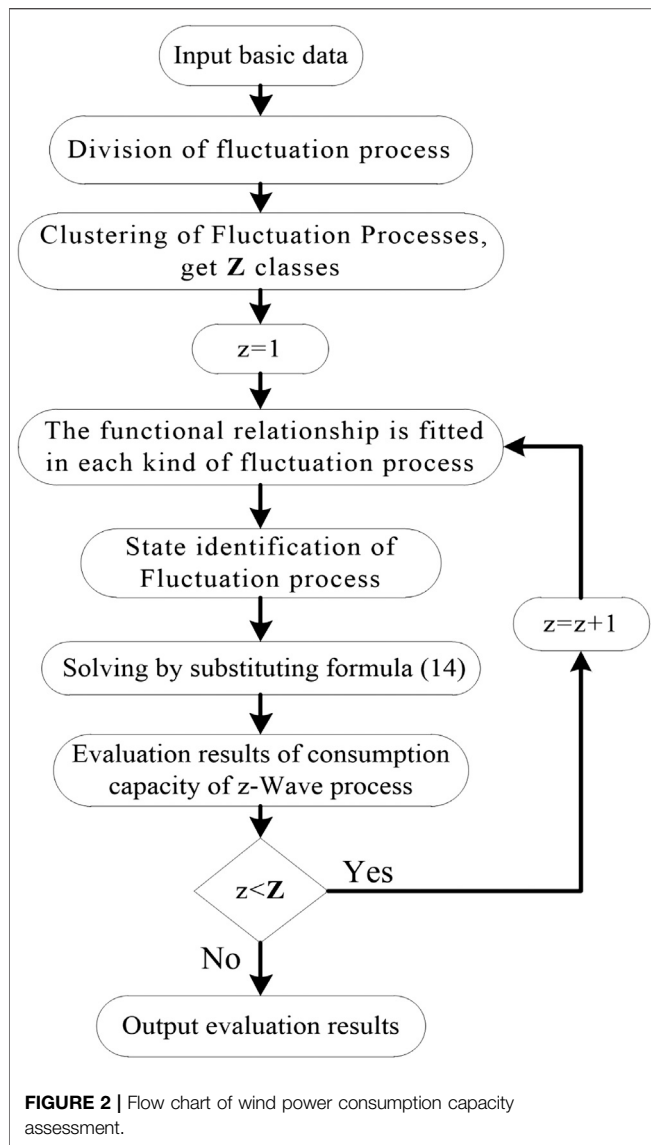 Input basic data
Division of fluctuation process
Clustering of Fluctuation Processes,
get Z classes
z=1
The functional relationship is fitted
in each kind of fluctuation process
State identification of
Fluctuation process
z=z+1
Solving by substituting formula (14)
Evaluation results of consumption
capacity of z-Wave process
z<Z
Yes
No
Output evaluation results
FIGURE 2 | Flow chart of wind power consumption capacity
assessment.